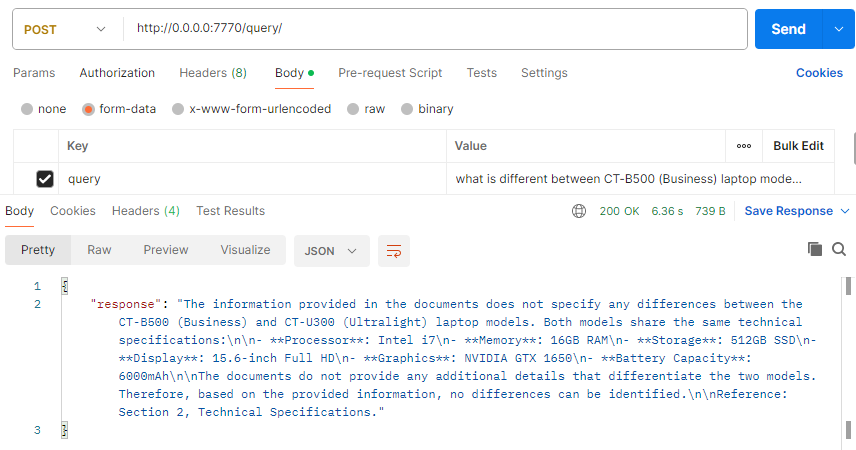 POST http://0.0.0.0:7770/query/ Send
Params Authorization Headers (8) Body Pre-request Script Tests Settings Cookies
none form-data x-www-form-urlencoded raw binary
Key Value Bulk Edit
query what is different between CT-B500 (Business) laptop mode...
Body Cookies Headers (4) Test Results 200 OK 6.36 s 739 B Save Response
Pretty Raw Preview Visualize JSON
1 {
2 "response": "The information provided in the documents does not specify any differences between the
CT-B500 (Business) and CT-U300 (Ultralight) laptop models. Both models share the same technical
specifications:\n\n- **Processor**: Intel i7\n- **Memory**: 16GB RAM\n- **Storage**: 512GB SSD\n-
**Display**: 15.6-inch Full HD\n- **Graphics**: NVIDIA GTX 1650\n- **Battery Capacity**:
6000mAh\n\nThe documents do not provide any additional details that differentiate the two models.
Therefore, based on the provided information, no differences can be identified.\n\nReference:
Section 2, Technical Specifications."
3 }